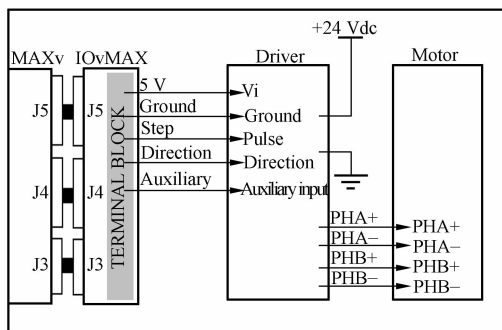 +24 Vdc
MAXv IOvMAX Driver Motor
5 V Vi
J5 J5 Ground Ground
Step Pulse
Direction Direction
J4 J4 Auxiliary Auxiliary input
TERMINAL BLOCK
PHA+ PHA+
PHA− PHA−
J3 J3 PHB+ PHB+
PHB− PHB−